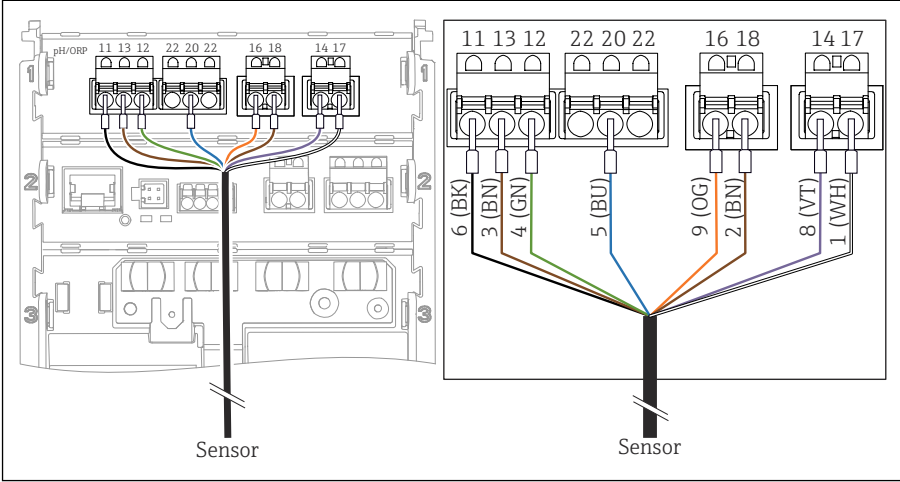 pH/ORP 11 13 12 22 20 22 16 18 14 17
1 1
2 2
3 3
Sensor
11 13 12 22 20 22 16 18 14 17
6 (BK)
3 (BN)
4 (GN)
5 (BU)
9 (OG)
2 (BN)
8 (VT)
1 (WH)
Sensor